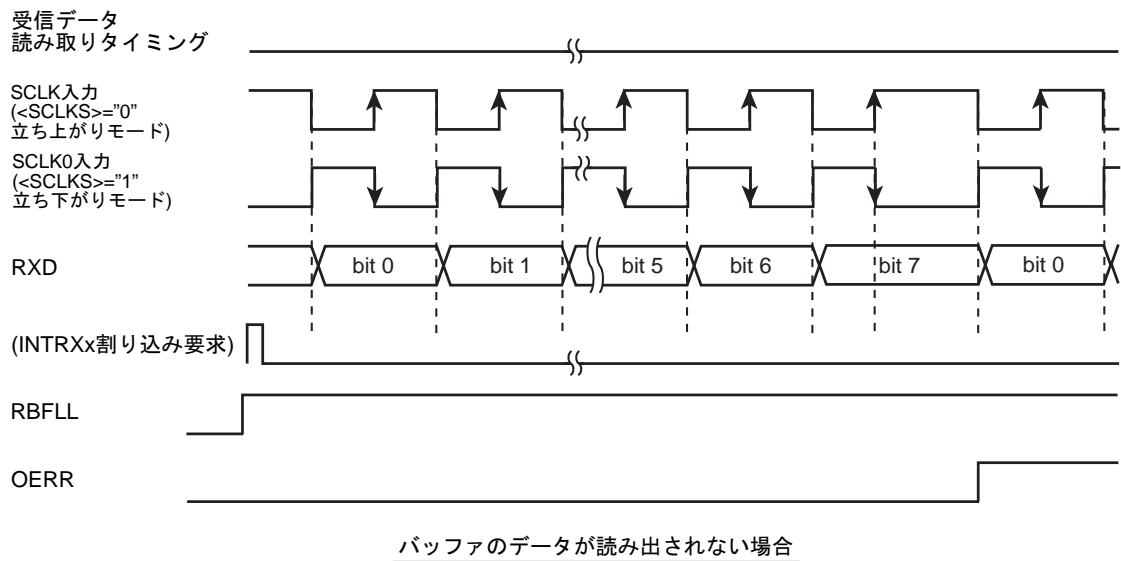 受信データ
読み取りタイミング
SCLK入力
(<SCLKS>="0"
立ち上がりモード)
SCLK0入力
(<SCLKS>="1"
立ち下がりモード)
RXD
bit 0
bit 1
bit 5
bit 6
bit 7
bit 0
(INTRXx割り込み要求)
RBFLL
OERR
バッファのデータが読み出されない場合